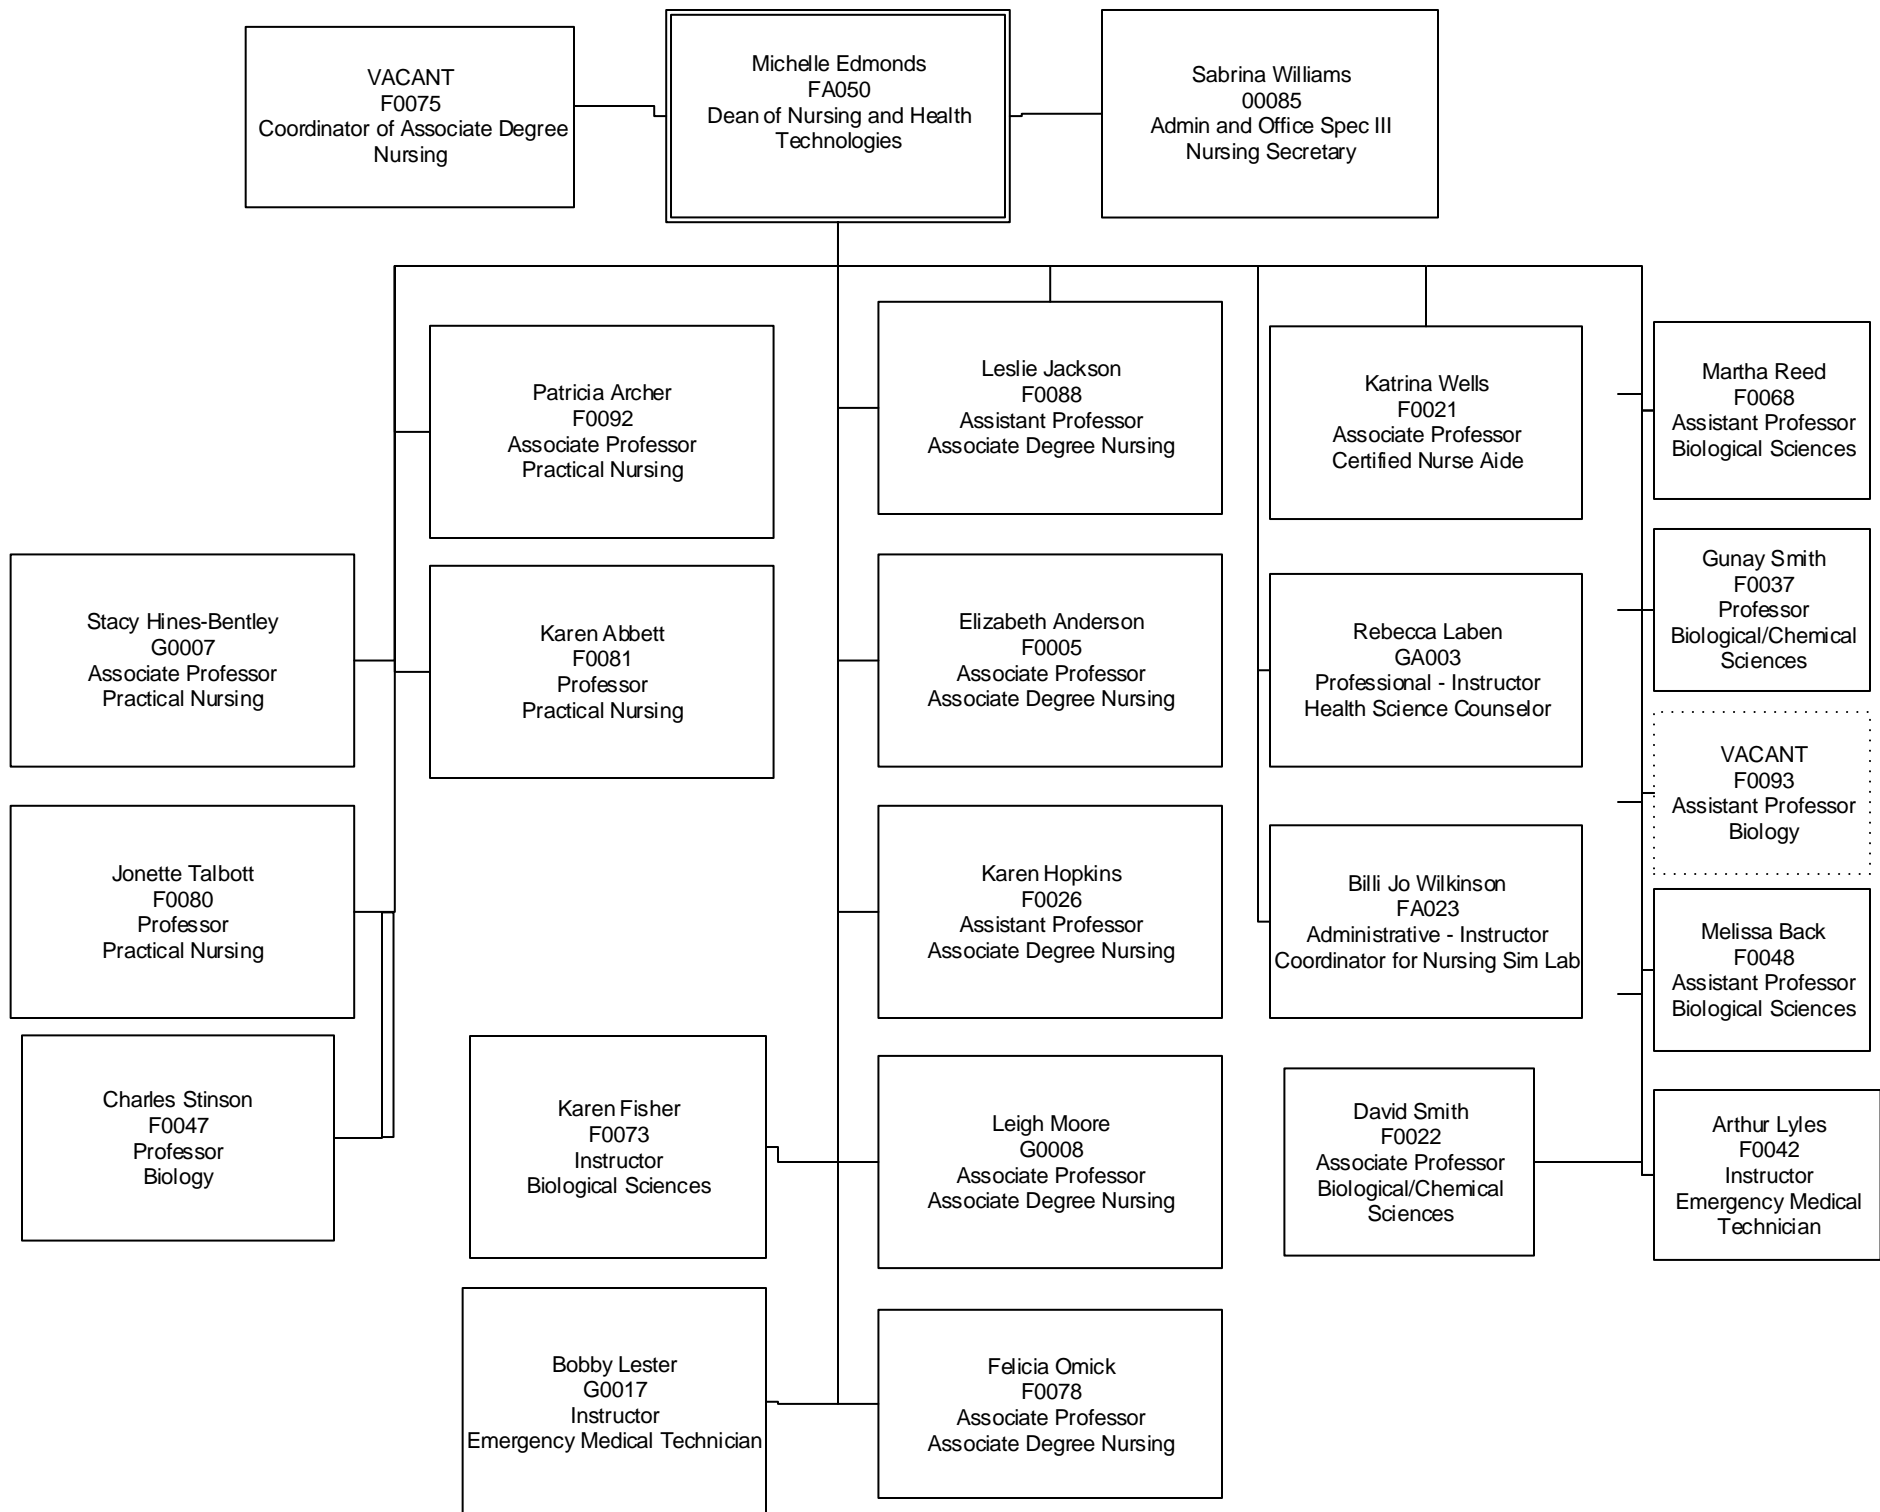 VACANT
F0075
Coordinator of Associate Degree
Nursing
Michelle Edmonds
FA050
Dean of Nursing and Health
Technologies
Sabrina Williams
00085
Admin and Office Spec III
Nursing Secretary
Patricia Archer
F0092
Associate Professor
Practical Nursing
Leslie Jackson
F0088
Assistant Professor
Associate Degree Nursing
Katrina Wells
F0021
Associate Professor
Certified Nurse Aide
Martha Reed
F0068
Assistant Professor
Biological Sciences
Stacy Hines-Bentley
G0007
Associate Professor
Practical Nursing
Karen Abbett
F0081
Professor
Practical Nursing
Elizabeth Anderson
F0005
Associate Professor
Associate Degree Nursing
Rebecca Laben
GA003
Professional - Instructor
Health Science Counselor
Gunay Smith
F0037
Professor
Biological/Chemical
Sciences
VACANT
F0093
Assistant Professor
Biology
Jonette Talbott
F0080
Professor
Practical Nursing
Karen Hopkins
F0026
Assistant Professor
Associate Degree Nursing
Billi Jo Wilkinson
FA023
Administrative - Instructor
Coordinator for Nursing Sim Lab
Melissa Back
F0048
Assistant Professor
Biological Sciences
Charles Stinson
F0047
Professor
Biology
Karen Fisher
F0073
Instructor
Biological Sciences
Leigh Moore
G0008
Associate Professor
Associate Degree Nursing
David Smith
F0022
Associate Professor
Biological/Chemical
Sciences
Arthur Lyles
F0042
Instructor
Emergency Medical
Technician
Bobby Lester
G0017
Instructor
Emergency Medical Technician
Felicia Omick
F0078
Associate Professor
Associate Degree Nursing